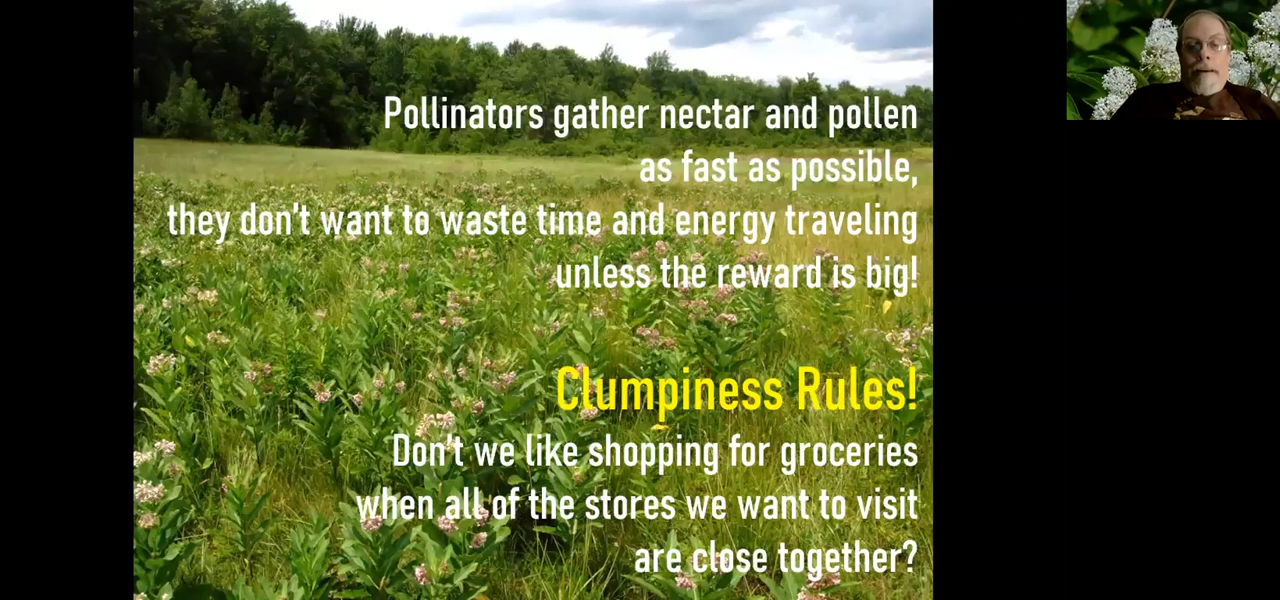 Pollinators gather nectar and pollen
as fast as possible,
they don't want to waste time and energy traveling
unless the reward is big!
Clumpiness Rules!
Don't we like shopping for groceries
when all of the stores we want to visit
are close together?